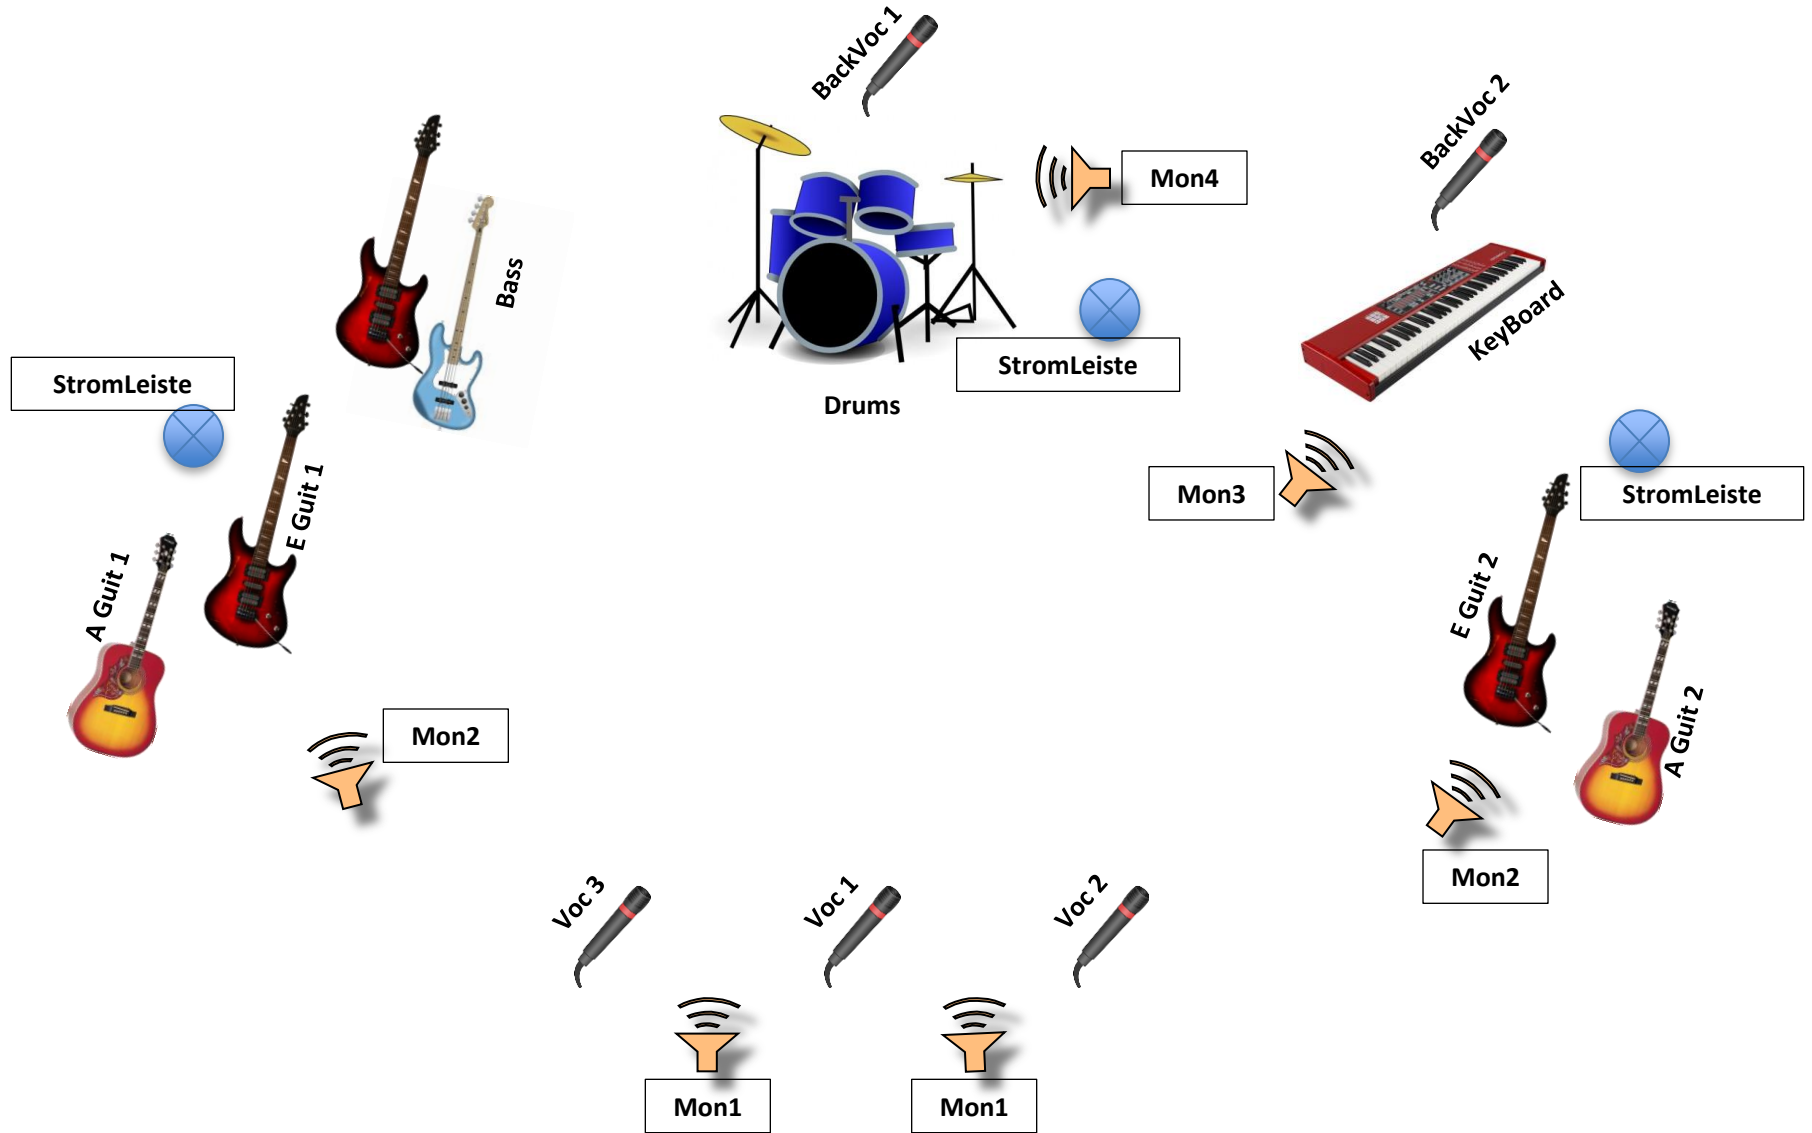 BackVoc 1
BackVoc 2
Mon4
Bass
KeyBoard
StromLeiste
StromLeiste
Drums
Mon3
StromLeiste
E Guit 1
A Guit 1
E Guit 2
A Guit 2
Mon2
Mon2
Voc 3
Voc 1
Voc 2
Mon1
Mon1